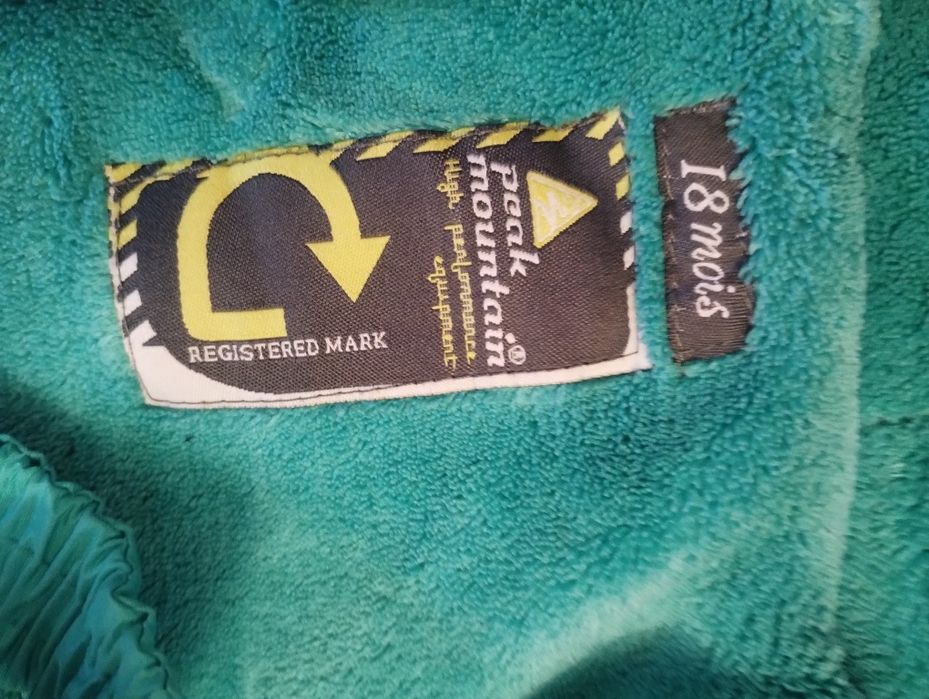 peak
mountain
High performance
equipment
REGISTERED MARK
18 mois